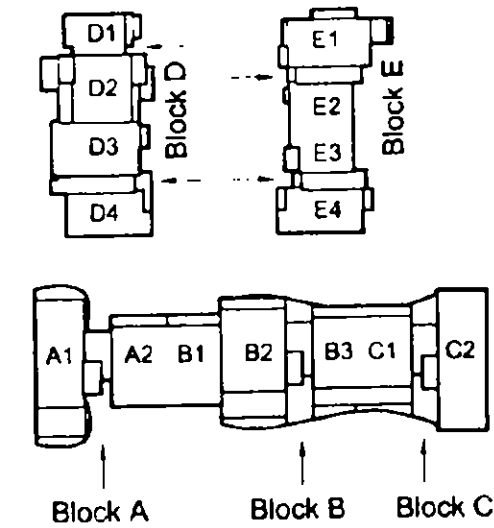 D1
E1
D2
E2
Block D
Block E
D3
E3
D4
E4
A1
A2
B1
B2
B3
C1
C2
Block A
Block B
Block C